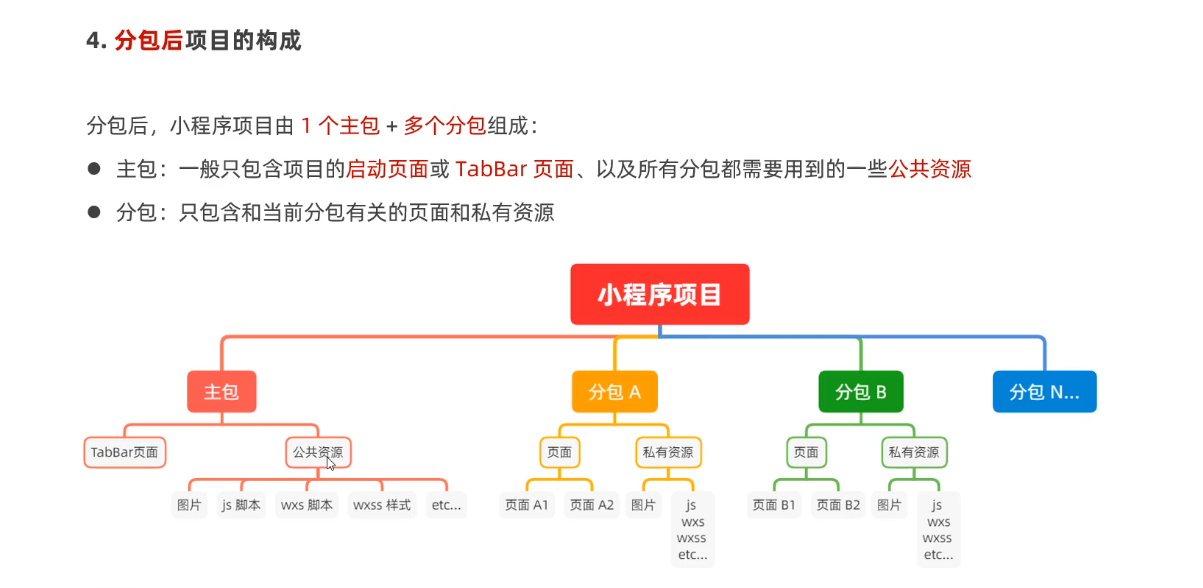 4. 分包后项目的构成
分包后，小程序项目由 1 个主包 + 多个分包组成：
● 主包：一般只包含项目的启动页面或 TabBar 页面、以及所有分包都需要用到的一些公共资源
● 分包：只包含和当前分包有关的页面和私有资源
小程序项目
主包
分包 A
分包 B
分包 N...
TabBar页面
公共资源
页面
私有资源
页面
私有资源
图片
js 脚本
wxs 脚本
wxss 样式
etc...
页面 A1
页面 A2
图片
js
wxs
wxss
etc...
页面 B1
页面 B2
图片
js
wxs
wxss
etc...